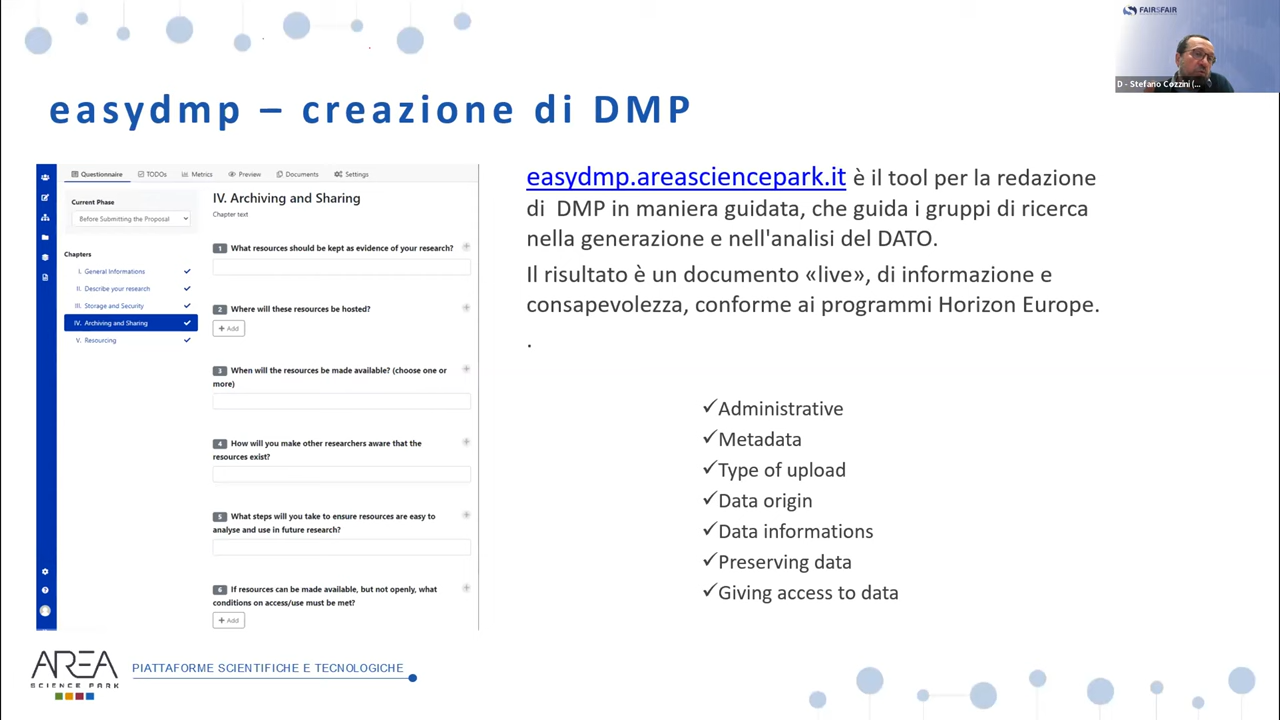 FAIRSFAIR
D - Stefano Cozzini (...
easydmp – creazione di DMP
Questionnaire TODOs Metrics Preview Documents Settings
Current Phase
Before Submitting the Proposal
Chapters
I. General Informations
II. Describe your research
III. Storage and Security
IV. Archiving and Sharing
V. Resourcing
IV. Archiving and Sharing
Chapter text
1 What resources should be kept as evidence of your research?
2 Where will these resources be hosted?
+ Add
3 When will the resources be made available? (choose one or
more)
4 How will you make other researchers aware that the
resources exist?
5 What steps will you take to ensure resources are easy to
analyse and use in future research?
6 If resources can be made available, but not openly, what
conditions on access/use must be met?
+ Add
easydmp.areasciencepark.it è il tool per la redazione
di DMP in maniera guidata, che guida i gruppi di ricerca
nella generazione e nell'analisi del DATO.
Il risultato è un documento «live», di informazione e
consapevolezza, conforme ai programmi Horizon Europe.
.
✓Administrative
✓Metadata
✓Type of upload
✓Data origin
✓Data informations
✓Preserving data
✓Giving access to data
AREA
SCIENCE PARK
PIATTAFORME SCIENTIFICHE E TECNOLOGICHE